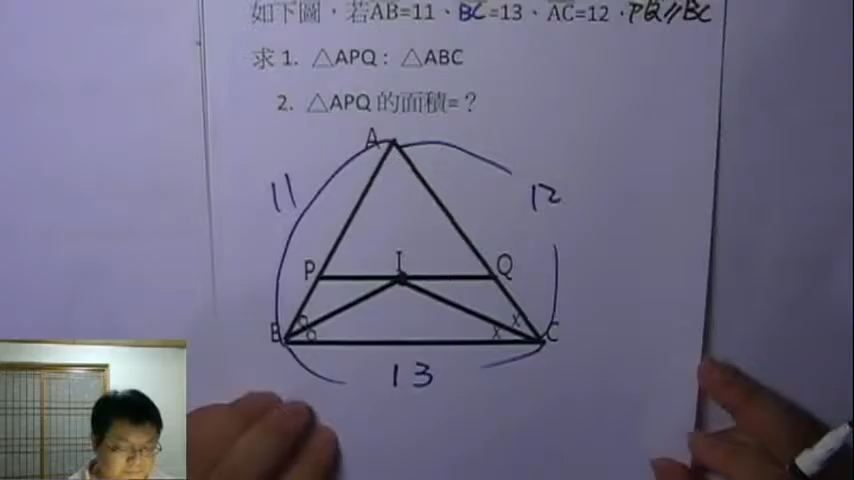 如下圖，若AB=11、BC=13、AC=12，PQ//BC
求 1. △APQ：△ABC
2. △APQ 的面積=？
A
11
12
P
I
Q
B
C
13